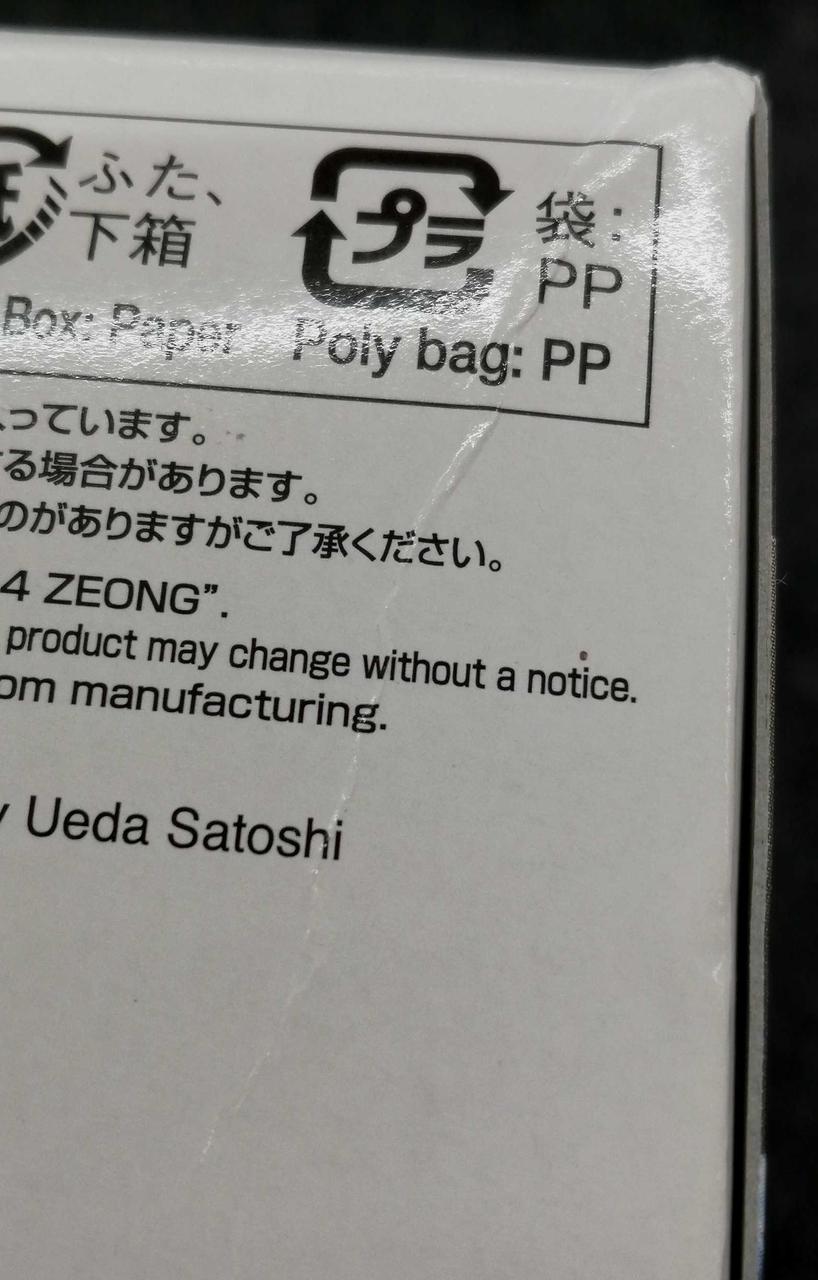 ふた、
下箱
Box: Paper
プラ
袋:
PP
Poly bag: PP
っています。
る場合があります。
のがありますがご了承ください。
4 ZEONG”.
product may change without a notice.
om manufacturing.
Ueda Satoshi